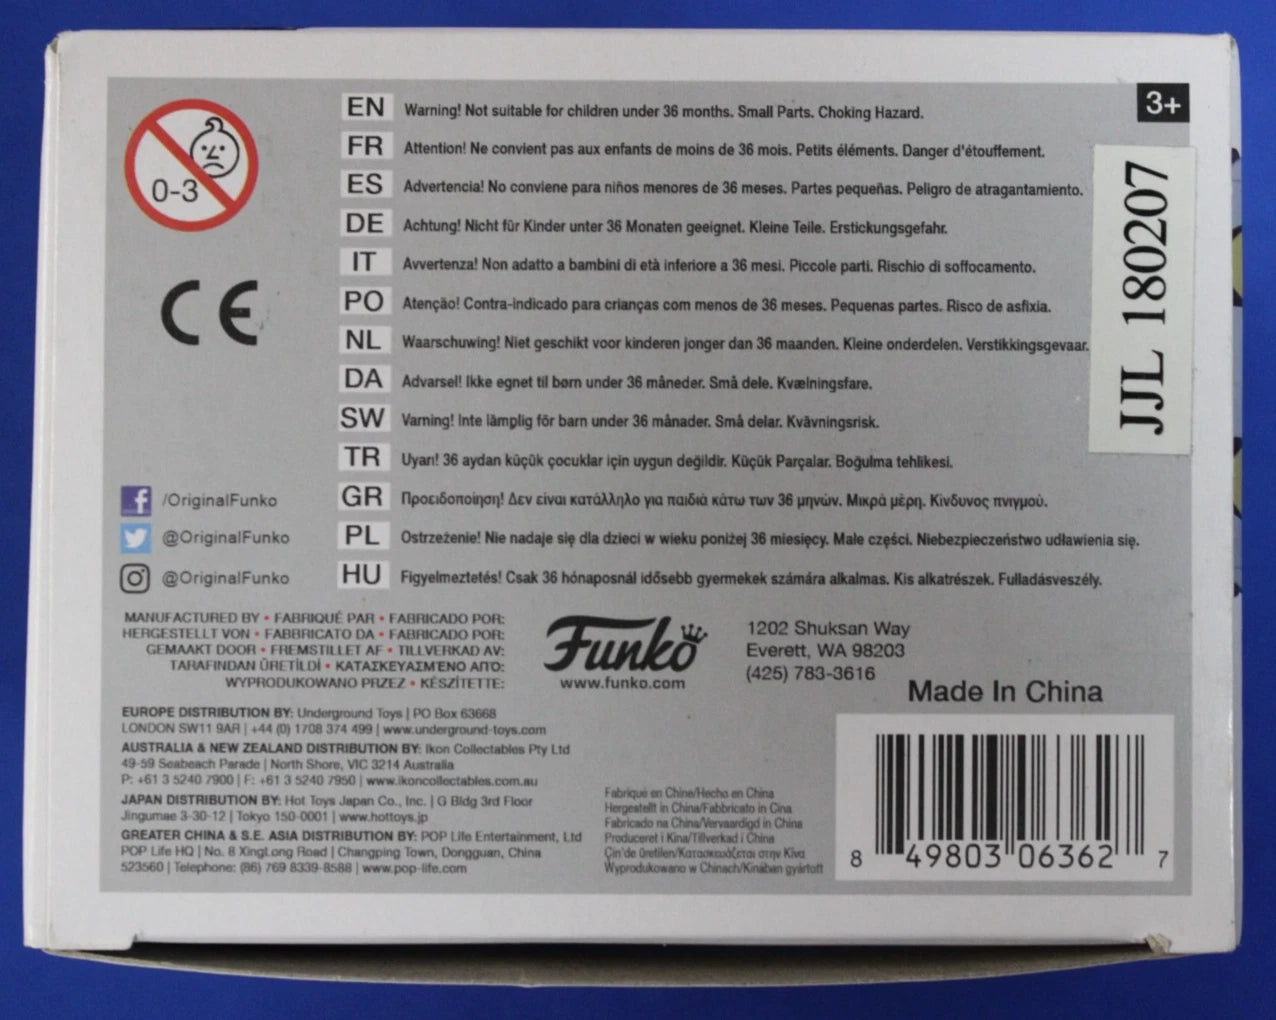 0-3
3+
EN Warning! Not suitable for children under 36 months. Small Parts. Choking Hazard.
FR Attention! Ne convient pas aux enfants de moins de 36 mois. Petits éléments. Danger d'étouffement.
ES Advertencia! No conviene para niños menores de 36 meses. Partes pequeñas. Peligro de atragantamiento.
DE Achtung! Nicht für Kinder unter 36 Monaten geeignet. Kleine Teile. Erstickungsgefahr.
IT Avvertenza! Non adatto a bambini di età inferiore a 36 mesi. Piccole parti. Rischio di soffocamento.
PO Atenção! Contra-indicado para crianças com menos de 36 meses. Pequenas partes. Risco de asfixia.
NL Waarschuwing! Niet geschikt voor kinderen jonger dan 36 maanden. Kleine onderdelen. Verstikkingsgevaar.
DA Advarsel! Ikke egnet til børn under 36 måneder. Små dele. Kvælningsfare.
SW Varning! Inte lämplig för barn under 36 månader. Små delar. Kvävningsrisk.
TR Uyarı! 36 aydan küçük çocuklar için uygun değildir. Küçük Parçalar. Boğulma tehlikesi.
GR Προειδοποίηση! Δεν είναι κατάλληλο για παιδιά κάτω των 36 μηνών. Μικρά μέρη. Κίνδυνος πνιγμού.
PL Ostrzeżenie! Nie nadaje się dla dzieci w wieku poniżej 36 miesięcy. Małe części. Niebezpieczeństwo udławienia się.
HU Figyelmeztetés! Csak 36 hónaposnál idősebb gyermekek számára alkalmas. Kis alkatrészek. Fulladásveszély.
JJL 180207
CE
/OriginalFunko
@OriginalFunko
@OriginalFunko
MANUFACTURED BY • FABRIQUÉ PAR • FABRICADO POR:
HERGESTELLT VON • FABBRICATO DA • FABRICADO POR:
GEMAAKT DOOR • FREMSTILLET AF • TILLVERKAD AV:
TARAFINDAN ÜRETİLDİ • ΚΑΤΑΣΚΕΥΑΣΜΈΝΟ ΑΠΌ:
WYPRODUKOWANO PRZEZ • KÉSZÍTETTE:
Funko
www.funko.com
1202 Shuksan Way
Everett, WA 98203
(425) 783-3616
Made In China
EUROPE DISTRIBUTION BY: Underground Toys | PO Box 63668
LONDON SW11 9AR | +44 (0) 1708 374 499 | www.underground-toys.com
AUSTRALIA & NEW ZEALAND DISTRIBUTION BY: Ikon Collectables Pty Ltd
49-59 Seabeach Parade | North Shore, VIC 3214 Australia
P: +61 3 5240 7900 | F: +61 3 5240 7950 | www.ikoncollectables.com.au
JAPAN DISTRIBUTION BY: Hot Toys Japan Co., Inc. | G Bldg 3rd Floor
Jingumae 3-30-12 | Tokyo 150-0001 | www.hottoys.jp
GREATER CHINA & S.E. ASIA DISTRIBUTION BY: POP Life Entertainment, Ltd
POP Life HQ | No. 8 XingLong Road | Changping Town, Dongguan, China
523560 | Telephone: (86) 769 8339-8588 | www.pop-life.com
Fabriqué en Chine/Hecho en China
Hergestellt in China/Fabbricato in Cina
Fabricado na China/Vervaardigd in China
Produceret i Kina/Tillverkad i China
Çin'de üretilen/Κατασκευάζεται στην Κίνα
Wyprodukowano w Chinach/Kínában gyártott
8 49803 06362 7